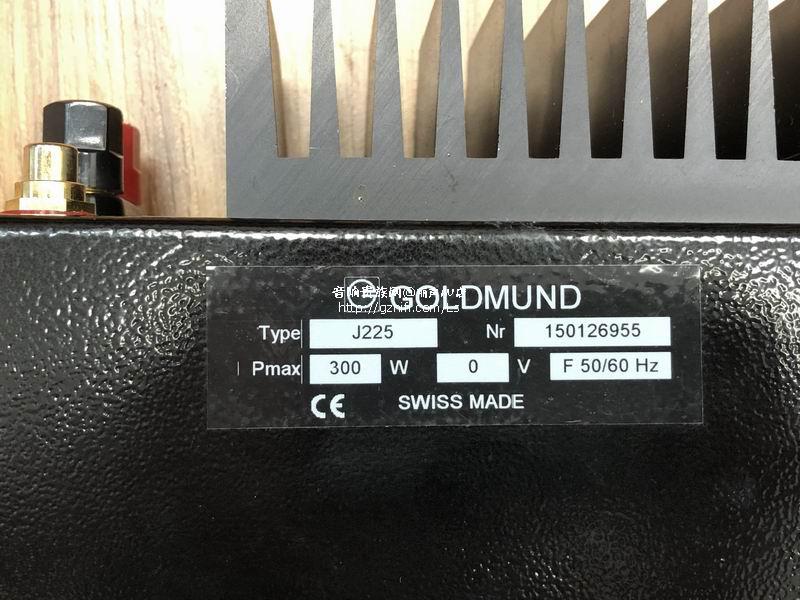 GOLDMUND
Type J225 Nr 150126955
Pmax 300 W 0 V F 50/60 Hz
CE SWISS MADE